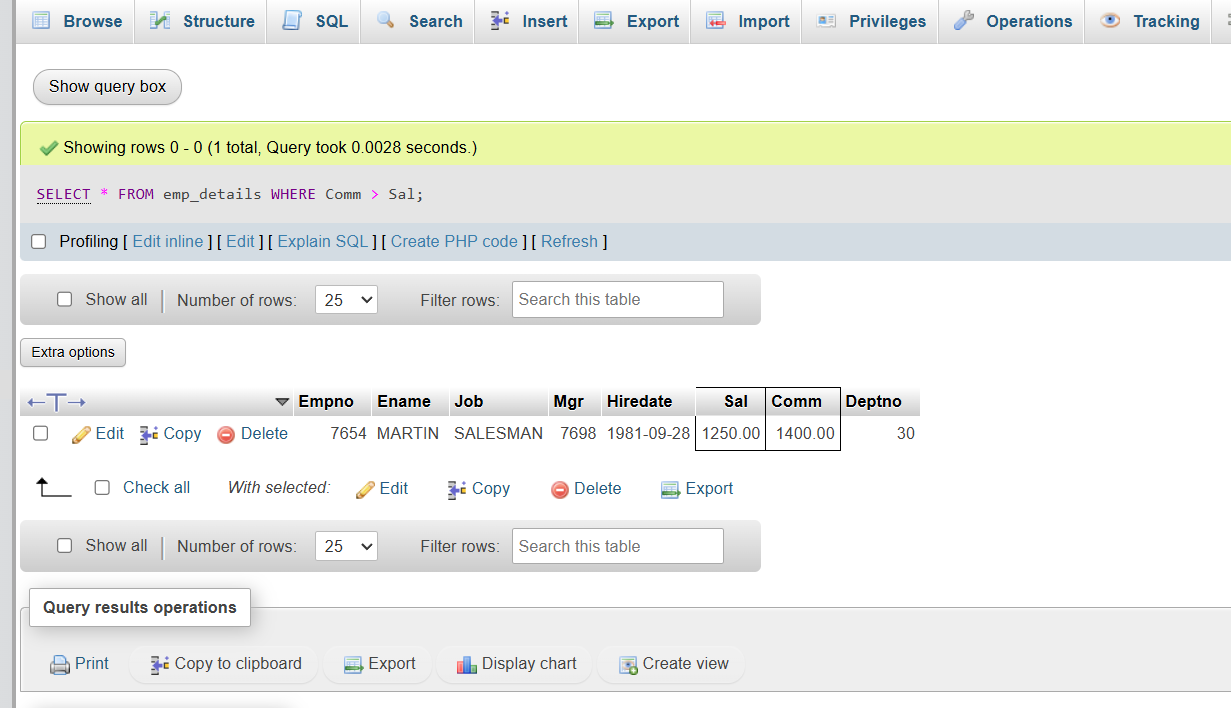 Browse Structure SQL Search Insert Export Import Privileges Operations Tracking
Show query box
Showing rows 0 - 0 (1 total, Query took 0.0028 seconds.)
SELECT * FROM emp_details WHERE Comm > Sal;
Profiling [ Edit inline ] [ Edit ] [ Explain SQL ] [ Create PHP code ] [ Refresh ]
Show all Number of rows: 25 Filter rows: Search this table
Extra options
←T→ Empno Ename Job Mgr Hiredate Sal Comm Deptno
Edit Copy Delete 7654 MARTIN SALESMAN 7698 1981-09-28 1250.00 1400.00 30
Check all With selected: Edit Copy Delete Export
Show all Number of rows: 25 Filter rows: Search this table
Query results operations
Print Copy to clipboard Export Display chart Create view